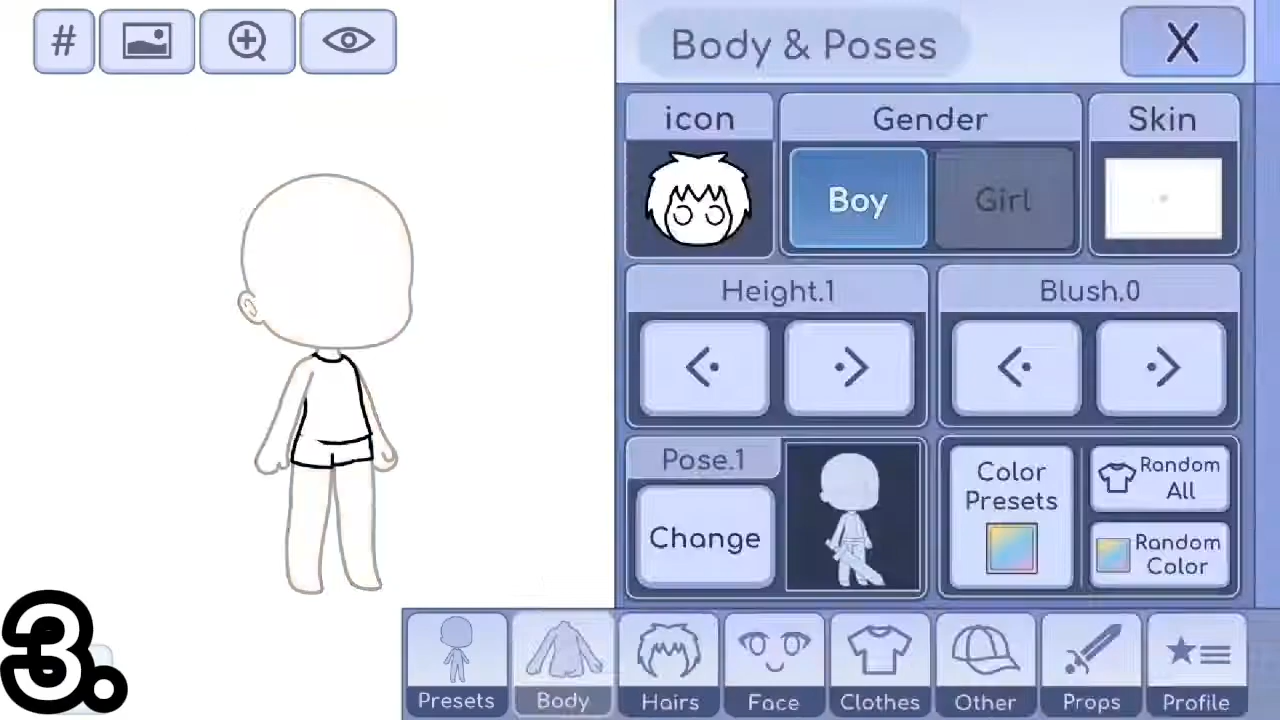 #
Body & Poses
X
icon
Gender
Skin
Boy
Girl
Height.1
Blush.0
Pose.1
Change
Color
Presets
Random
All
Random
Color
3.
Presets
Body
Hairs
Face
Clothes
Other
Props
Profile